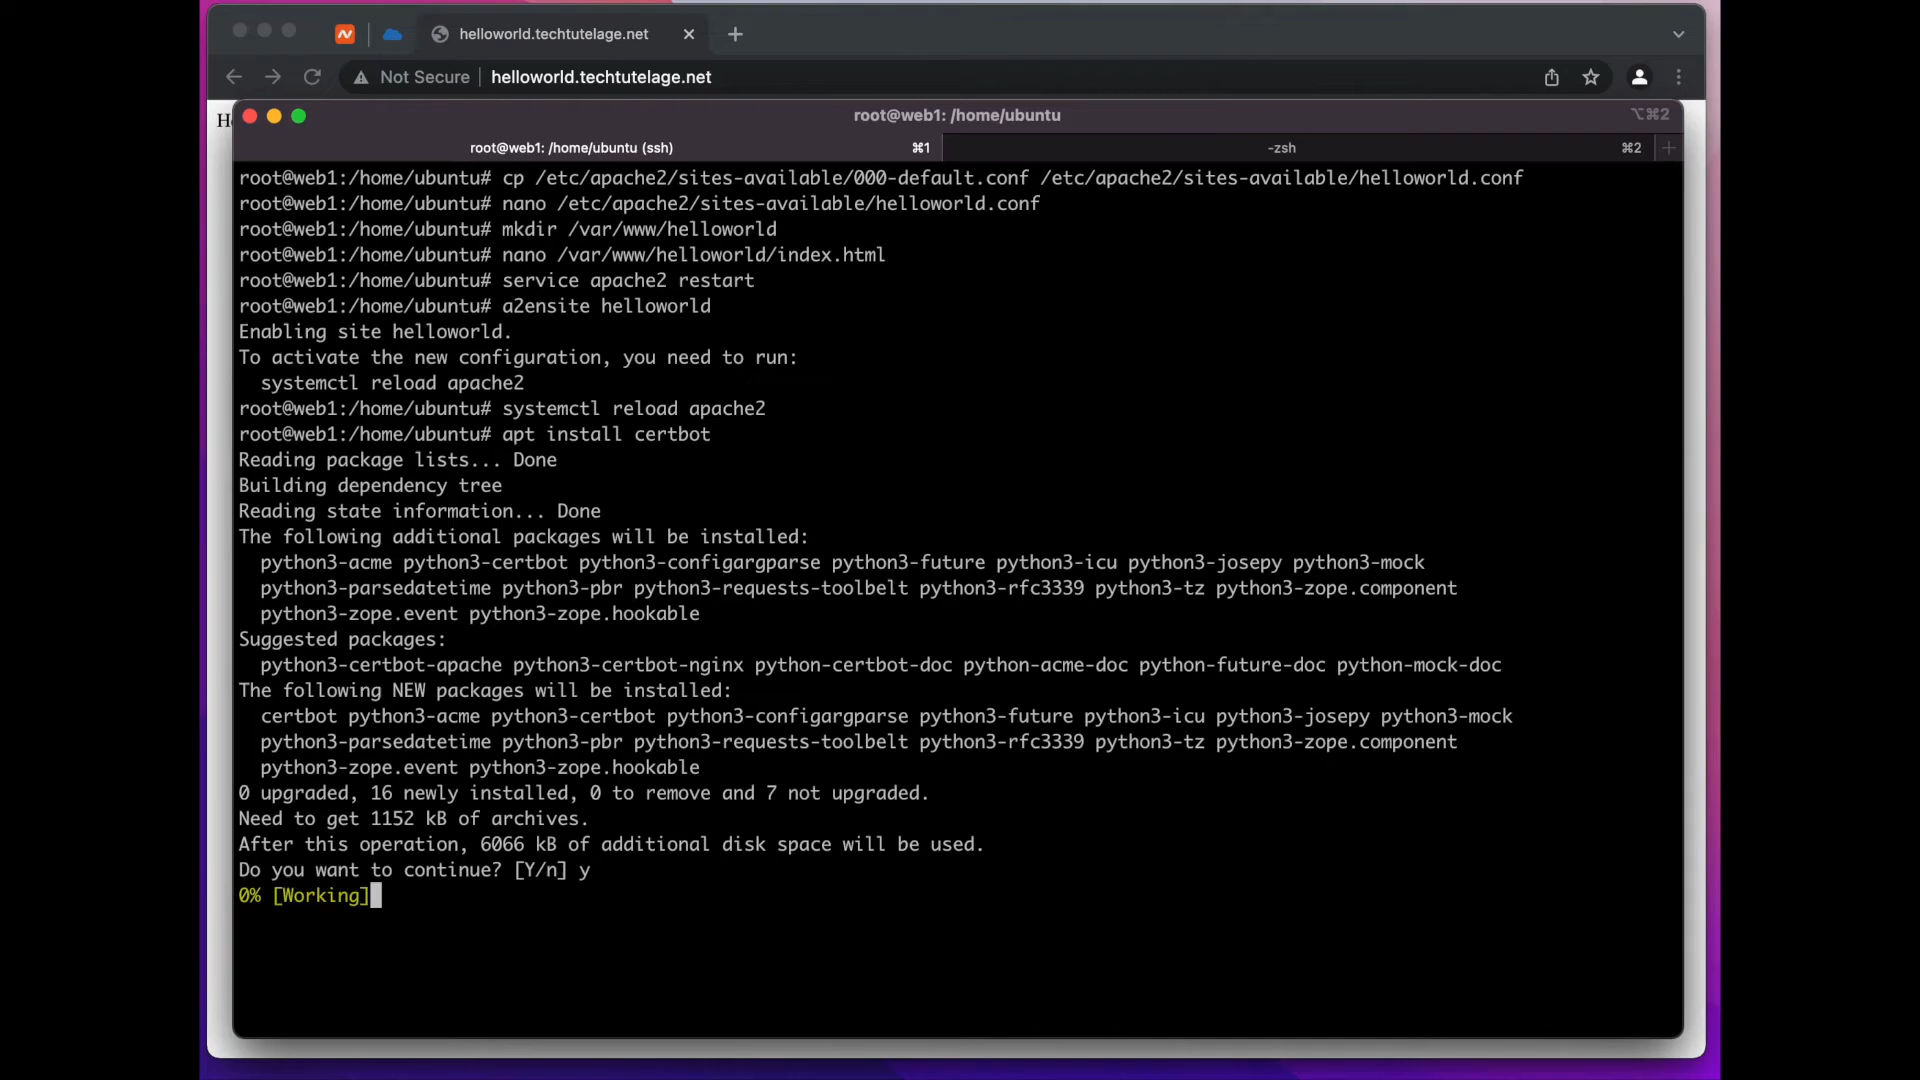 helloworld.techtutelage.net
Not Secure helloworld.techtutelage.net
root@web1: /home/ubuntu ⌥⌘2
root@web1: /home/ubuntu (ssh) ⌘1 -zsh ⌘2
root@web1:/home/ubuntu# cp /etc/apache2/sites-available/000-default.conf /etc/apache2/sites-available/helloworld.conf
root@web1:/home/ubuntu# nano /etc/apache2/sites-available/helloworld.conf
root@web1:/home/ubuntu# mkdir /var/www/helloworld
root@web1:/home/ubuntu# nano /var/www/helloworld/index.html
root@web1:/home/ubuntu# service apache2 restart
root@web1:/home/ubuntu# a2ensite helloworld
Enabling site helloworld.
To activate the new configuration, you need to run:
  systemctl reload apache2
root@web1:/home/ubuntu# systemctl reload apache2
root@web1:/home/ubuntu# apt install certbot
Reading package lists... Done
Building dependency tree
Reading state information... Done
The following additional packages will be installed:
  python3-acme python3-certbot python3-configargparse python3-future python3-icu python3-josepy python3-mock
  python3-parsedatetime python3-pbr python3-requests-toolbelt python3-rfc3339 python3-tz python3-zope.component
  python3-zope.event python3-zope.hookable
Suggested packages:
  python3-certbot-apache python3-certbot-nginx python-certbot-doc python-acme-doc python-future-doc python-mock-doc
The following NEW packages will be installed:
  certbot python3-acme python3-certbot python3-configargparse python3-future python3-icu python3-josepy python3-mock
  python3-parsedatetime python3-pbr python3-requests-toolbelt python3-rfc3339 python3-tz python3-zope.component
  python3-zope.event python3-zope.hookable
0 upgraded, 16 newly installed, 0 to remove and 7 not upgraded.
Need to get 1152 kB of archives.
After this operation, 6066 kB of additional disk space will be used.
Do you want to continue? [Y/n] y
0% [Working]